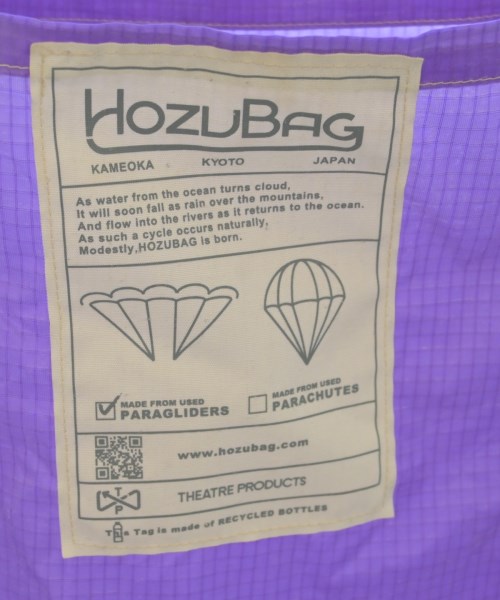 HOZUBAG
KAMEOKA KYOTO JAPAN
As water from the ocean turns cloud,
It will soon fall as rain over the mountains,
And flow into the rivers as it returns to the ocean.
As such a cycle occurs naturally,
Modestly,HOZUBAG is born.
MADE FROM USED
PARAGLIDERS
MADE FROM USED
PARACHUTES
www.hozubag.com
T
P
THEATRE PRODUCTS
This Tag is made of RECYCLED BOTTLES